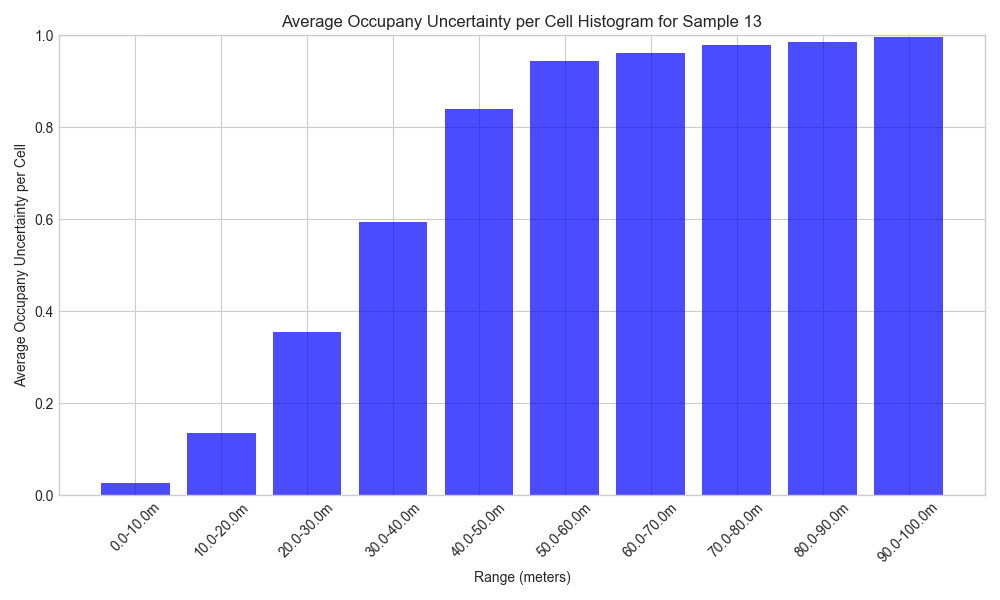 Average Occupany Uncertainty per Cell Histogram for Sample 13
Average Occupany Uncertainty per Cell
1.0
0.8
0.6
0.4
0.2
0.0
0.0-10.0m
10.0-20.0m
20.0-30.0m
30.0-40.0m
40.0-50.0m
50.0-60.0m
60.0-70.0m
70.0-80.0m
80.0-90.0m
90.0-100.0m
Range (meters)